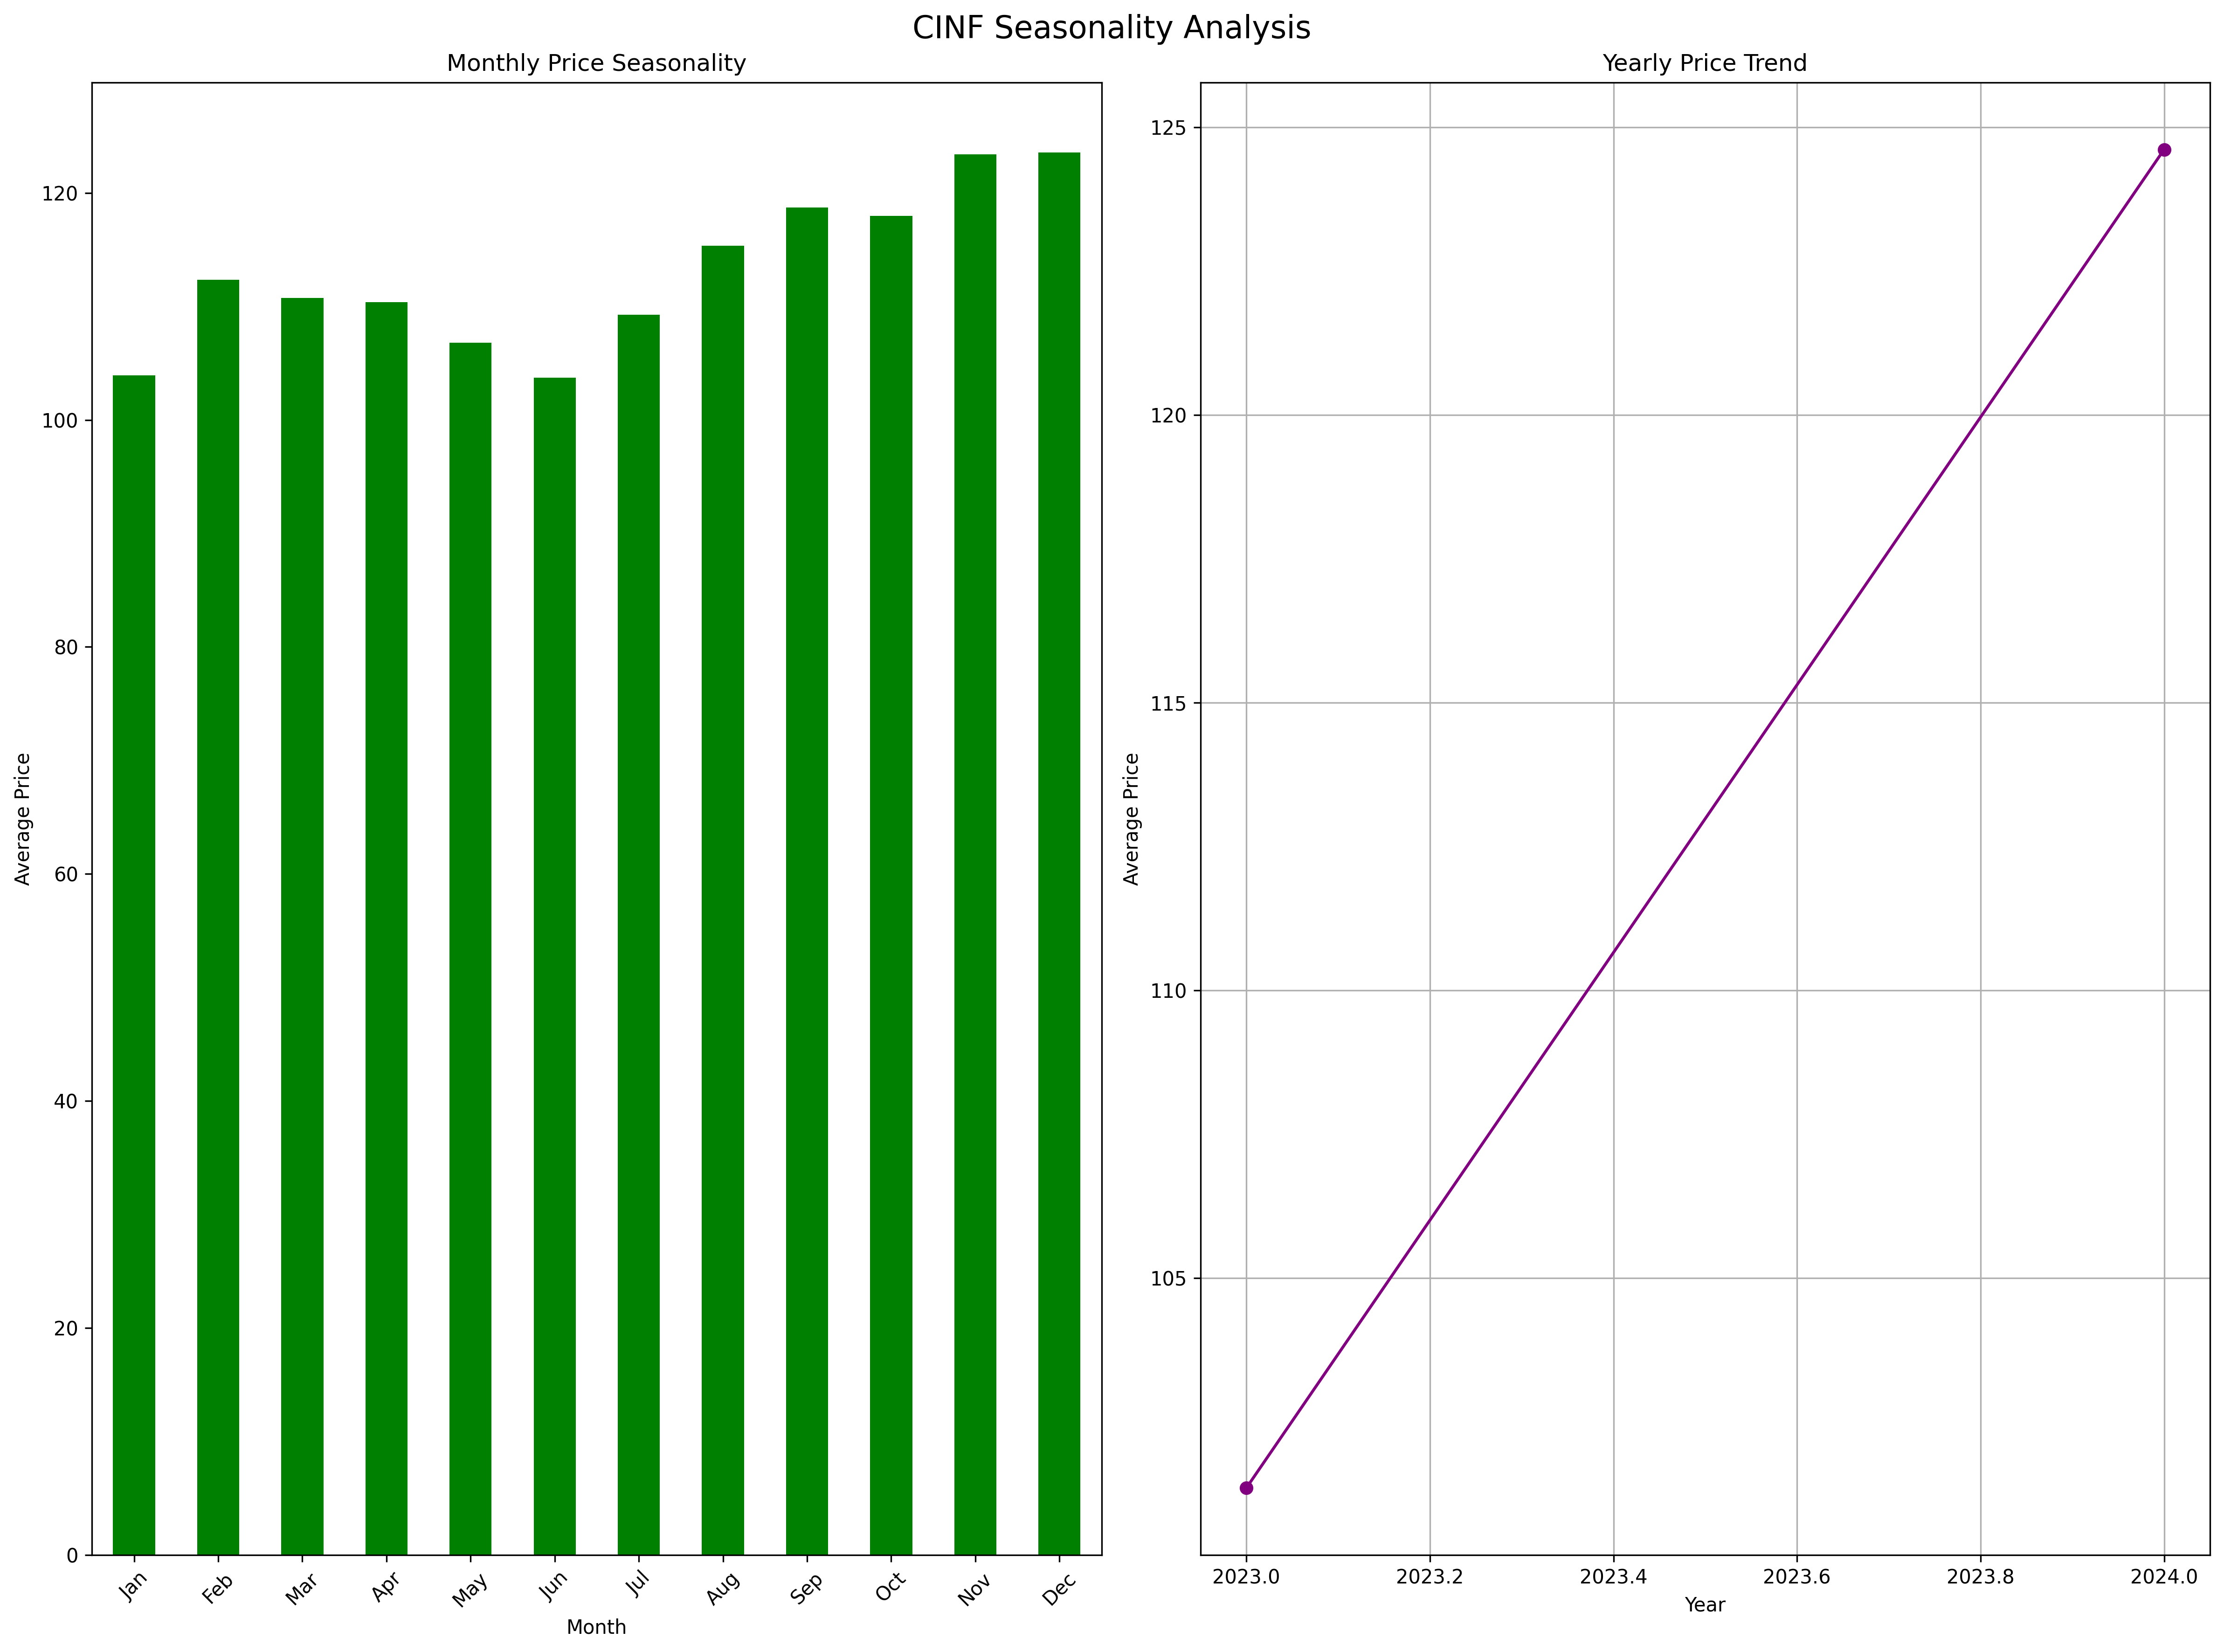 CINF Seasonality Analysis
Monthly Price Seasonality
Average Price
120
100
80
60
40
20
0
Jan Feb Mar Apr May Jun Jul Aug Sep Oct Nov Dec
Month
Yearly Price Trend
Average Price
125
120
115
110
105
2023.0 2023.2 2023.4 2023.6 2023.8 2024.0
Year